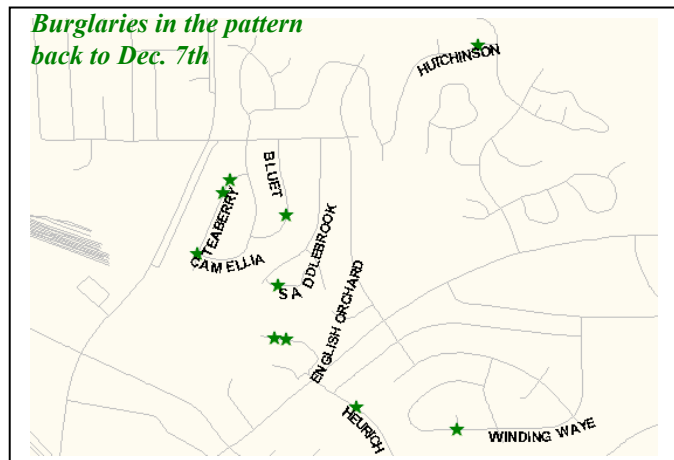 Burglaries in the pattern
back to Dec. 7th
HUTCHINSON
BLUET
TEABERRY
CAMELLIA
SADDLEBROOK
ENGLISH ORCHARD
HEURICH
WINDING WAYE